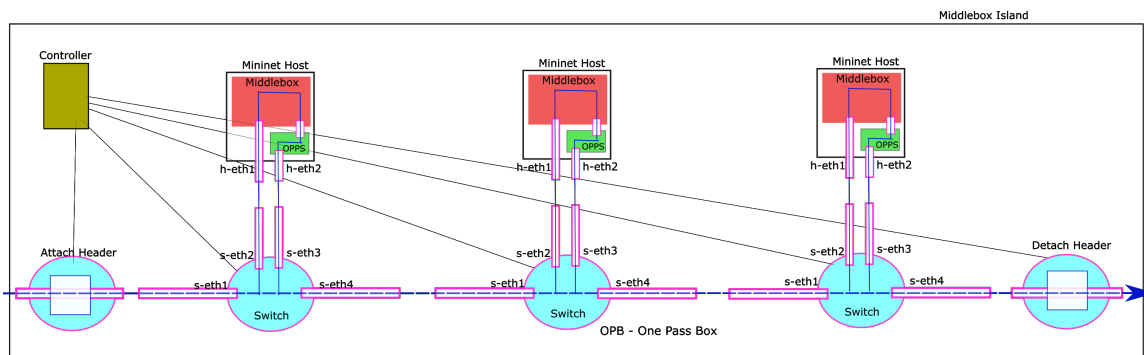 Middlebox Island
Controller
Mininet Host
Middlebox
OPPS
h-eth1
h-eth2
s-eth2
s-eth3
s-eth1
s-eth4
Switch
Mininet Host
Middlebox
OPPS
h-eth1
h-eth2
s-eth2
s-eth3
s-eth1
s-eth4
Switch
Mininet Host
Middlebox
OPPS
h-eth1
h-eth2
s-eth2
s-eth3
s-eth1
s-eth4
Switch
Attach Header
Detach Header
OPB - One Pass Box